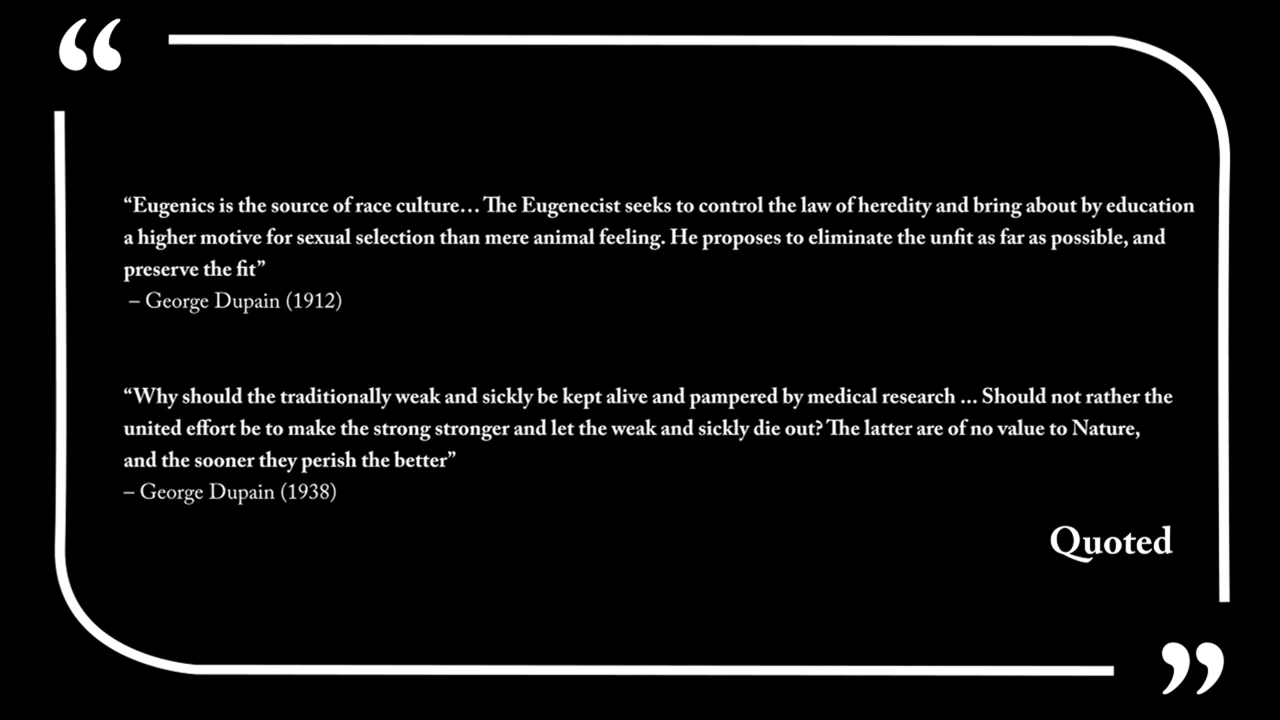 “Eugenics is the source of race culture... The Eugenecist seeks to control the law of heredity and bring about by education
a higher motive for sexual selection than mere animal feeling. He proposes to eliminate the unfit as far as possible, and
preserve the fit”
– George Dupain (1912)
“Why should the traditionally weak and sickly be kept alive and pampered by medical research ... Should not rather the
united effort be to make the strong stronger and let the weak and sickly die out? The latter are of no value to Nature,
and the sooner they perish the better”
– George Dupain (1938)
Quoted